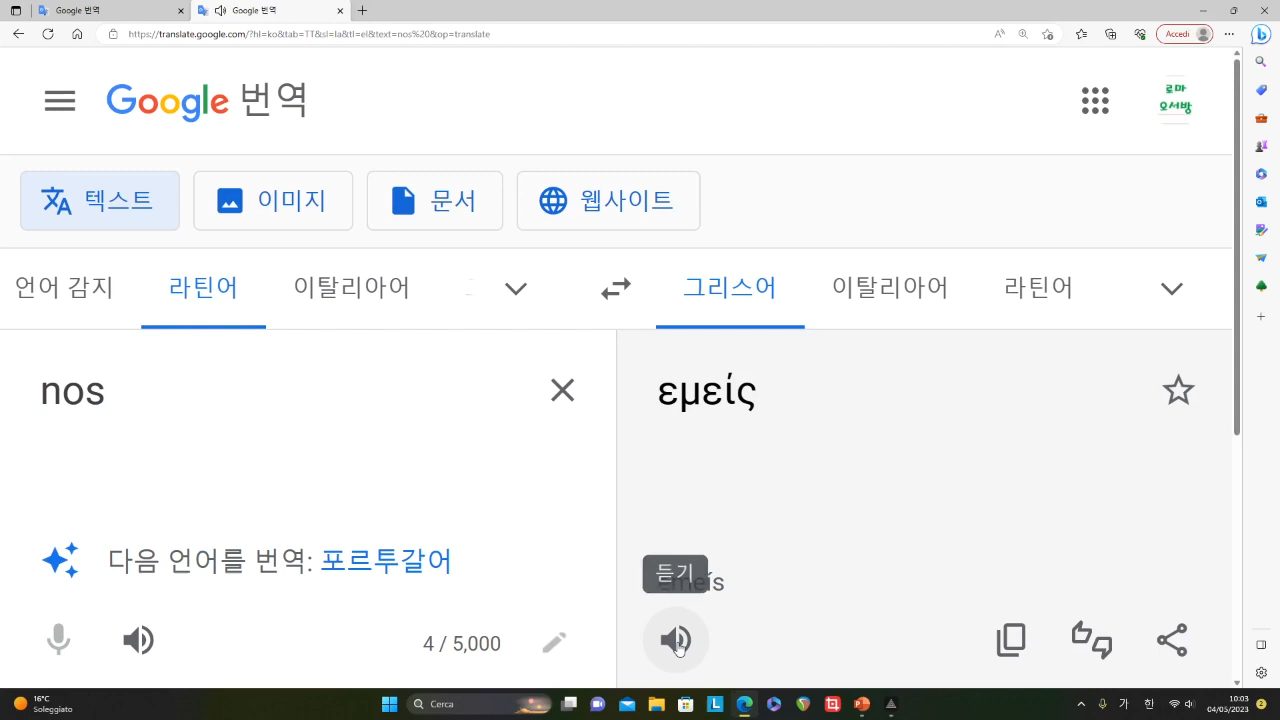 Google 번역
Google 번역
https://translate.google.com/?hl=ko&tab=TT&sl=la&tl=el&text=nos%20&op=translate
Accedi
Google 번역
로마
오서방
텍스트
이미지
문서
웹사이트
언어 감지
라틴어
이탈리아어
그리스어
이탈리아어
라틴어
nos
εμείς
다음 언어를 번역: 포르투갈어
듣기
emeís
4 / 5,000
16°C
Soleggiato
Cerca
가
한
10:03
04/05/2023
2